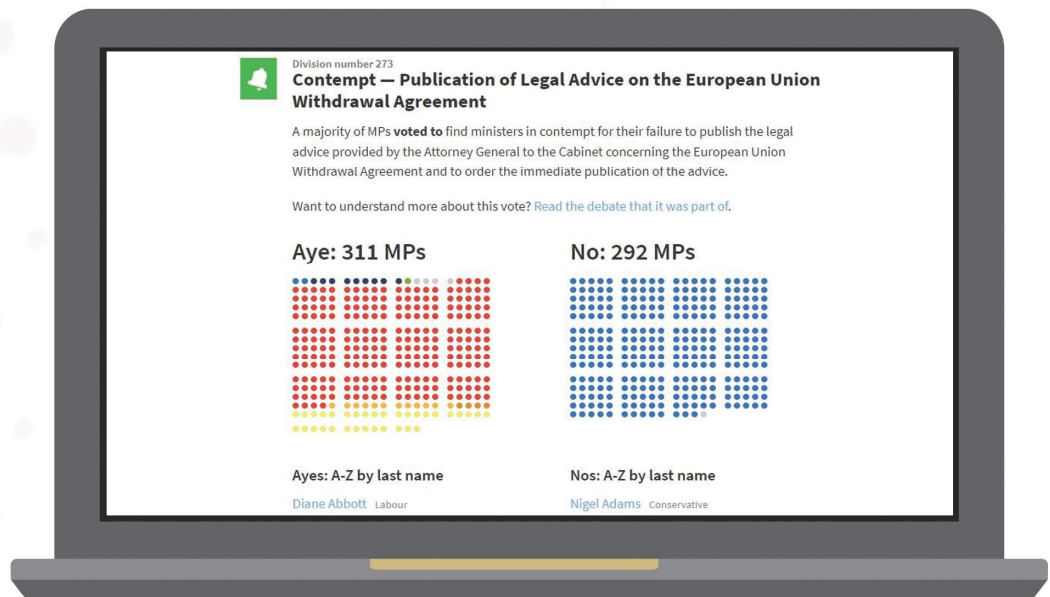 Division number 273
Contempt — Publication of Legal Advice on the European Union
Withdrawal Agreement
A majority of MPs voted to find ministers in contempt for their failure to publish the legal
advice provided by the Attorney General to the Cabinet concerning the European Union
Withdrawal Agreement and to order the immediate publication of the advice.
Want to understand more about this vote? Read the debate that it was part of.
Aye: 311 MPs
No: 292 MPs
Ayes: A-Z by last name
Nos: A-Z by last name
Diane Abbott Labour
Nigel Adams Conservative